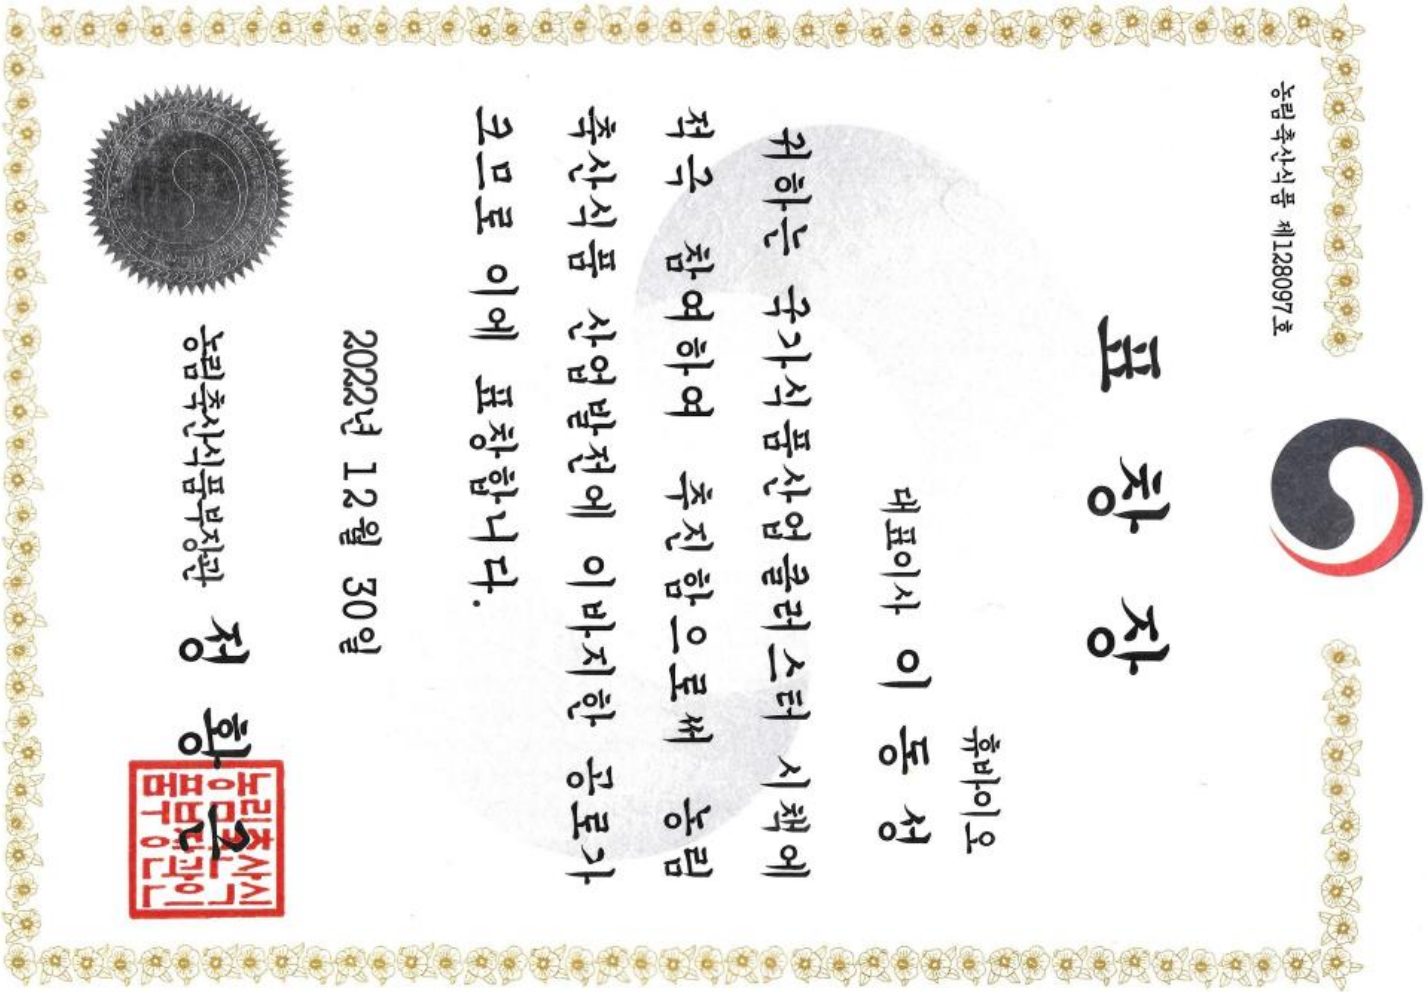 농림축산식품 제128097호
표 창 장
휴바이오
대표이사 이 동 성
귀하는 국가식품산업클러스터 시책에
적극 참여하여 추진함으로써 농림
축산식품 산업발전에 이바지한 공로가
크므로 이에 표창합니다.
2022년 12월 30일
농림축산식품부장관 정 황 근